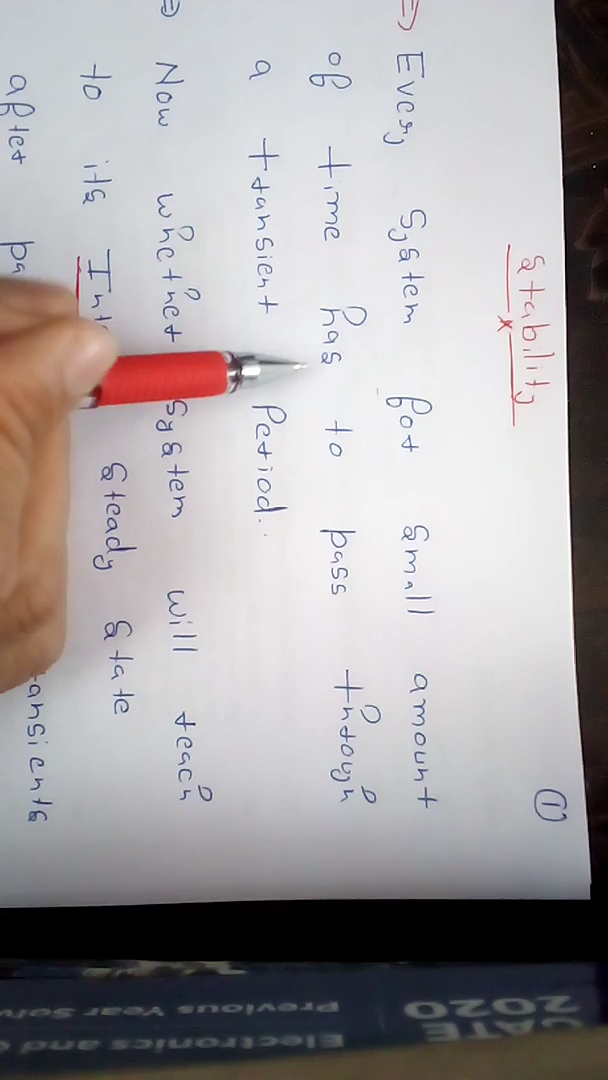 Stability
①
⇒ Every system for small amount
of time has to pass through
a transient Period.
⇒ Now whether system will reach
to its steady state
after ransients
GATE
2020
Previous Year Solv
Electronics and